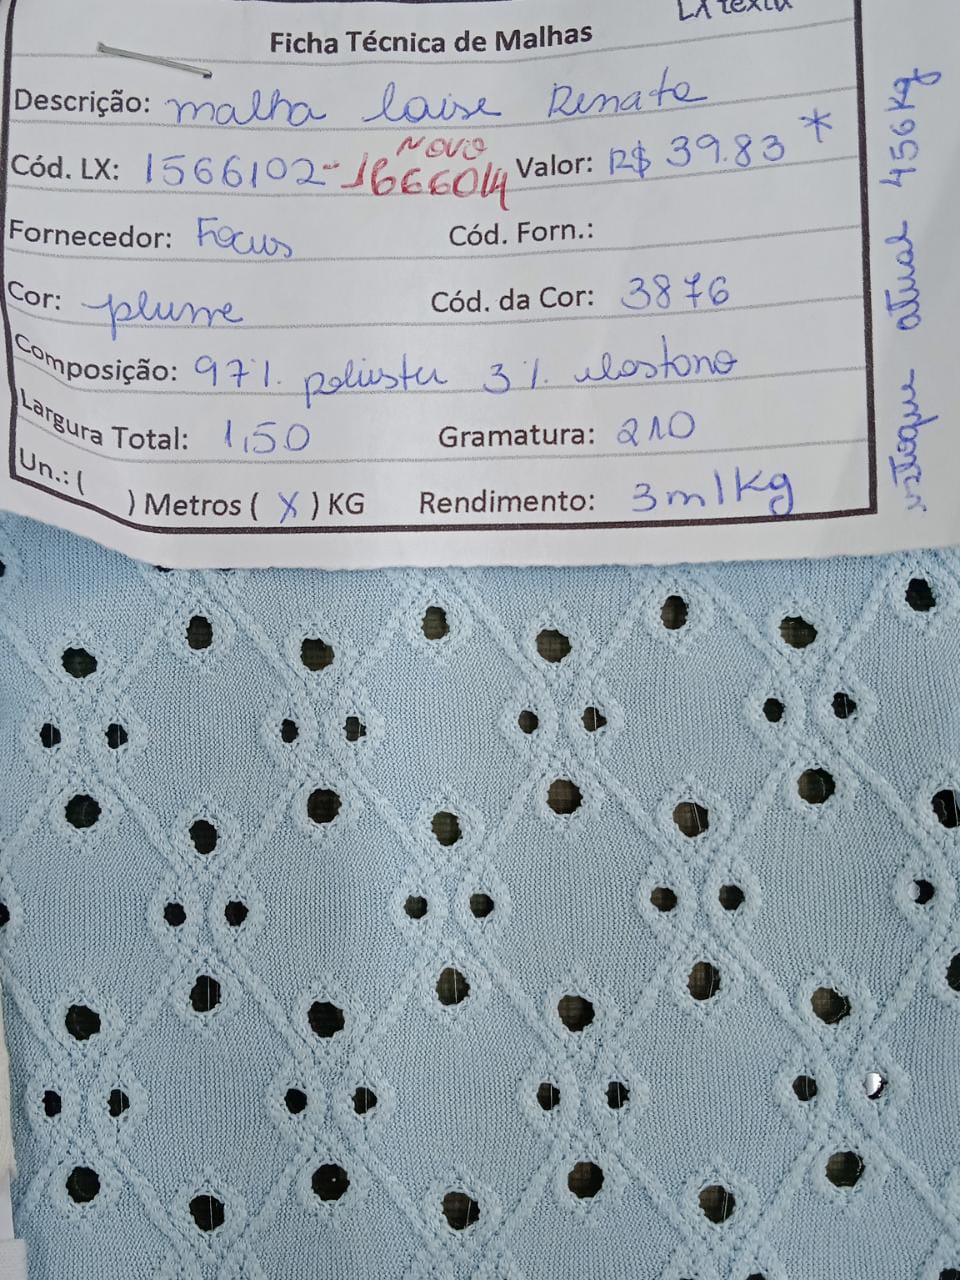 LX textil
Ficha Técnica de Malhas
Descrição: malha laise Renata
Cód. LX: 1566102-1666014 NOVO Valor: R$ 39.83 *
Fornecedor: Focus Cód. Forn.:
Cor: plume Cód. da Cor: 3876
Composição: 97%. poliester 3%. elastano
Largura Total: 1,50 Gramatura: 210
Un.: ( ) Metros ( X ) KG Rendimento: 3m/kg
estoque atual 456kg